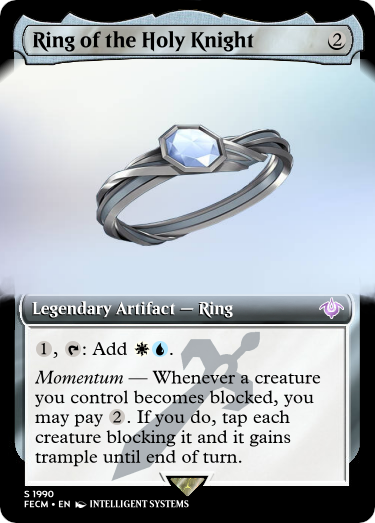 Ring of the Holy Knight 2
Legendary Artifact — Ring
1, T: Add
Momentum — Whenever a creature
you control becomes blocked, you
may pay 2. If you do, tap each
creature blocking it and it gains
trample until end of turn.
S 1990
FECM • EN INTELLIGENT SYSTEMS